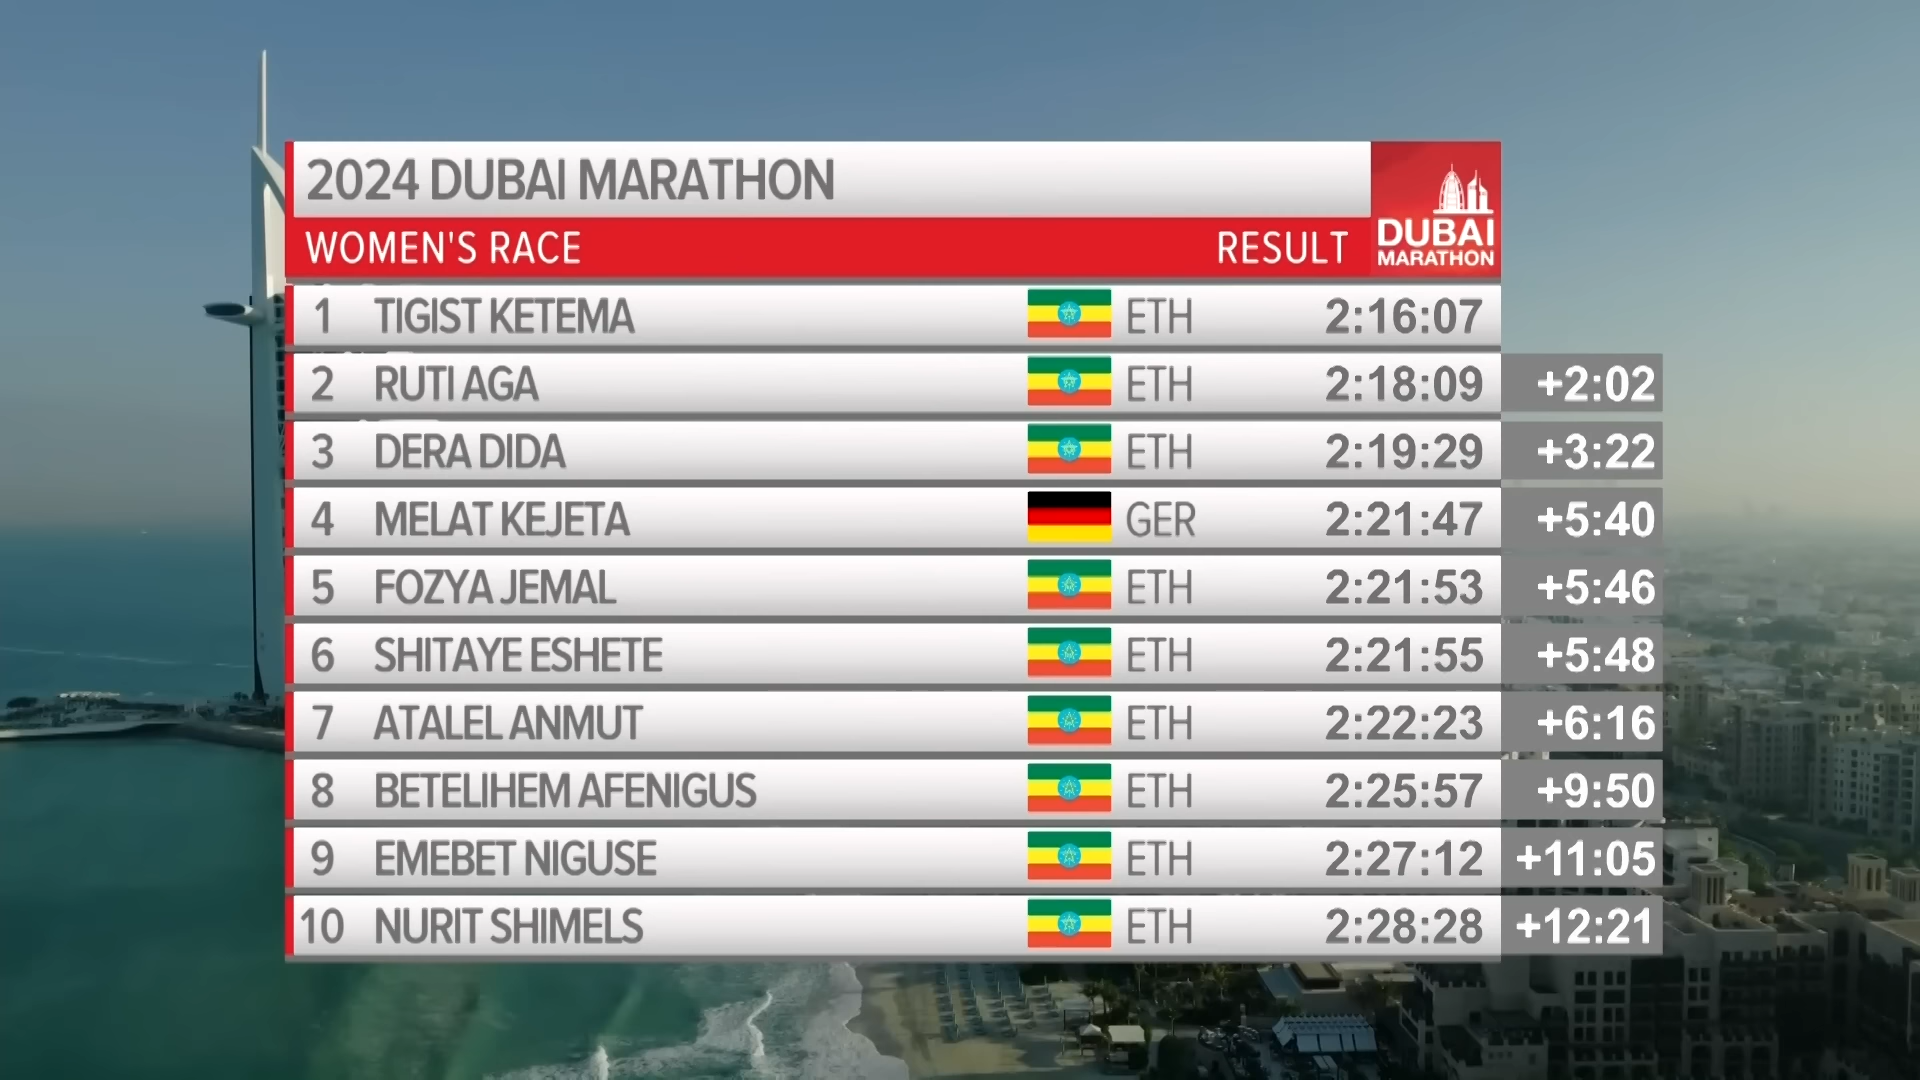 2024 DUBAI MARATHON
WOMEN'S RACE RESULT
DUBAI
MARATHON
1 TIGIST KETEMA ETH 2:16:07
2 RUTI AGA ETH 2:18:09 +2:02
3 DERA DIDA ETH 2:19:29 +3:22
4 MELAT KEJETA GER 2:21:47 +5:40
5 FOZYA JEMAL ETH 2:21:53 +5:46
6 SHITAYE ESHETE ETH 2:21:55 +5:48
7 ATALEL ANMUT ETH 2:22:23 +6:16
8 BETELIHEM AFENIGUS ETH 2:25:57 +9:50
9 EMEBET NIGUSE ETH 2:27:12 +11:05
10 NURIT SHIMELS ETH 2:28:28 +12:21